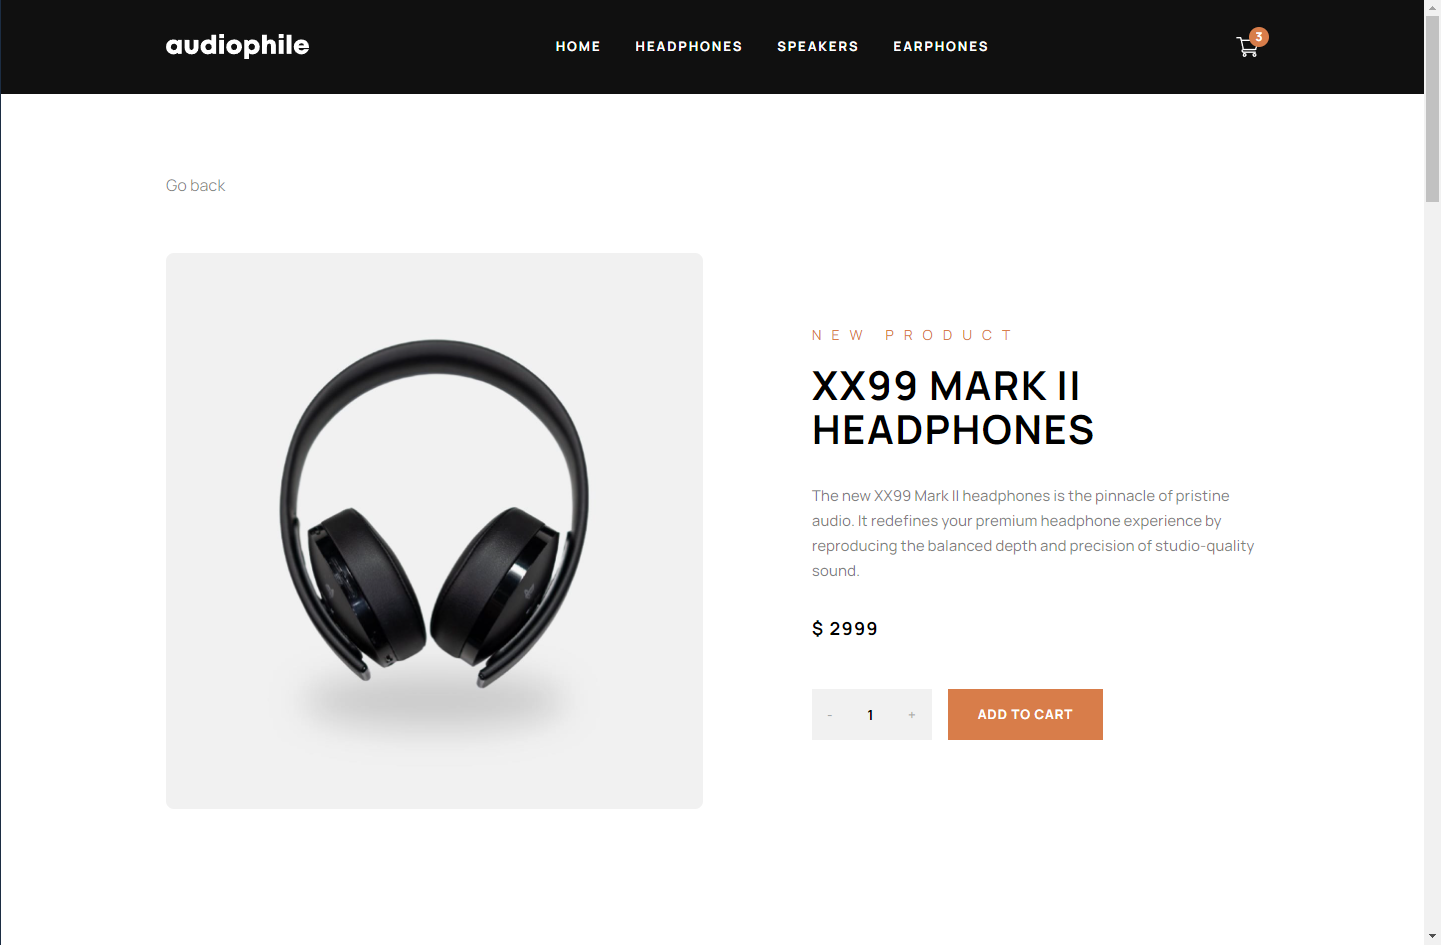 audiophile
HOME HEADPHONES SPEAKERS EARPHONES
3
Go back
NEW PRODUCT
XX99 MARK II
HEADPHONES
The new XX99 Mark II headphones is the pinnacle of pristine
audio. It redefines your premium headphone experience by
reproducing the balanced depth and precision of studio-quality
sound.
$ 2999
- 1 +
ADD TO CART